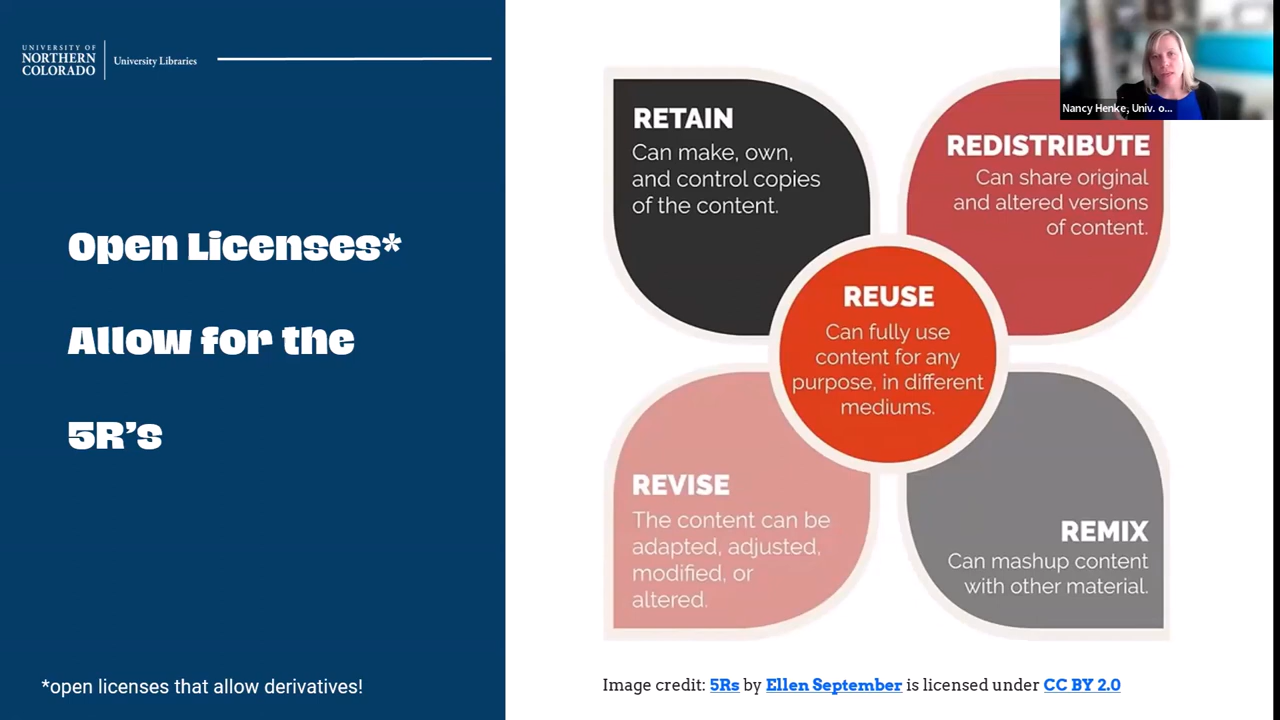 UNIVERSITY OF
NORTHERN
COLORADO
University Libraries
Open Licenses*
Allow for the
5R’s
*open licenses that allow derivatives!
RETAIN
Can make, own,
and control copies
of the content.
REDISTRIBUTE
Can share original
and altered versions
of content.
REUSE
Can fully use
content for any
purpose, in different
mediums.
REVISE
The content can be
adapted, adjusted,
modified, or
altered.
REMIX
Can mashup content
with other material.
Image credit: 5Rs by Ellen September is licensed under CC BY 2.0
Nancy Henke, Univ. o...